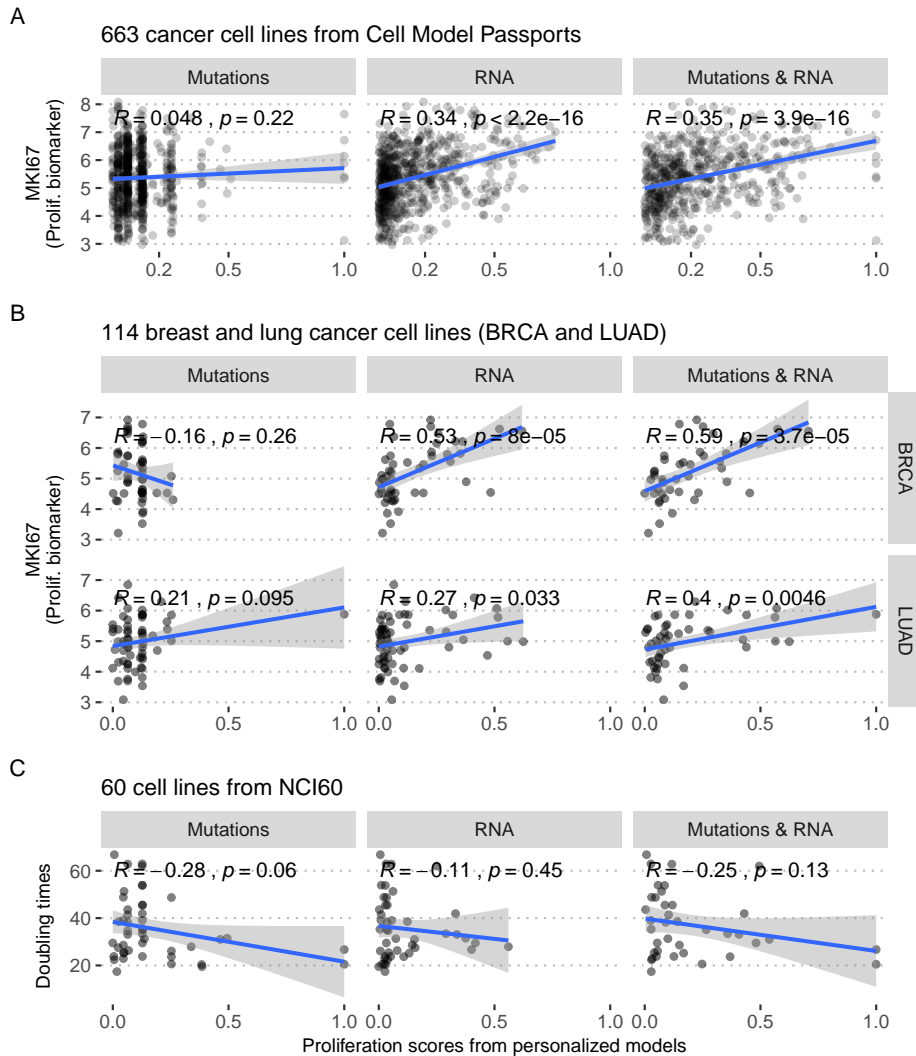 A
663 cancer cell lines from Cell Model Passports
Mutations RNA Mutations & RNA
R = 0.048 , p = 0.22 R = 0.34 , p < 2.2e−16 R = 0.35 , p = 3.9e−16
MKI67
(Prolif. biomarker)
8
7
6
5
4
3
0.2 0.5 1.0 0.2 0.5 1.0 0.2 0.5 1.0
B
114 breast and lung cancer cell lines (BRCA and LUAD)
Mutations RNA Mutations & RNA
R = −0.16 , p = 0.26 R = 0.53 , p = 8e−05 R = 0.59 , p = 3.7e−05
BRCA
7
6
5
4
3
MKI67
(Prolif. biomarker)
R = 0.21 , p = 0.095 R = 0.27 , p = 0.033 R = 0.4 , p = 0.0046
LUAD
7
6
5
4
3
0.0 0.5 1.0 0.0 0.5 1.0 0.0 0.5 1.0
C
60 cell lines from NCI60
Mutations RNA Mutations & RNA
R = −0.28 , p = 0.06 R = −0.11 , p = 0.45 R = −0.25 , p = 0.13
Doubling times
60
40
20
0.0 0.5 1.0 0.0 0.5 1.0 0.0 0.5 1.0
Proliferation scores from personalized models